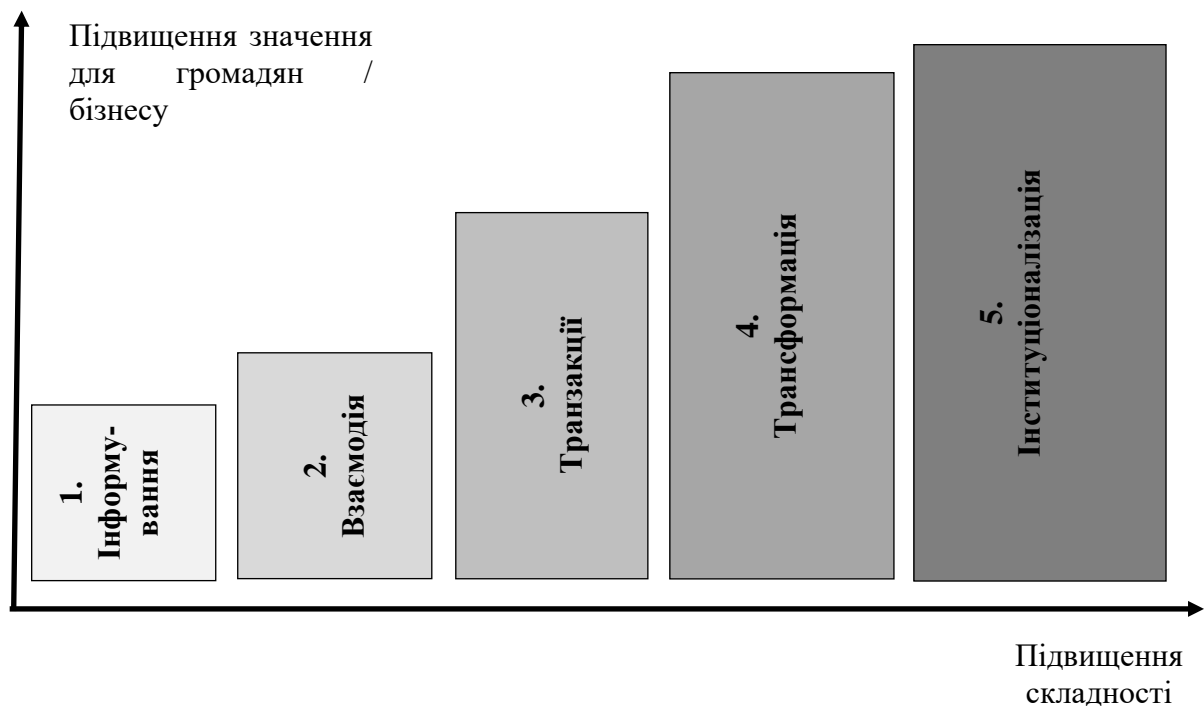 Підвищення значення
для громадян /
бізнесу
1.
Інформу-
вання
2.
Взаємодія
3.
Транзакції
4.
Трансформація
5.
Інституціоналізація
Підвищення
складності